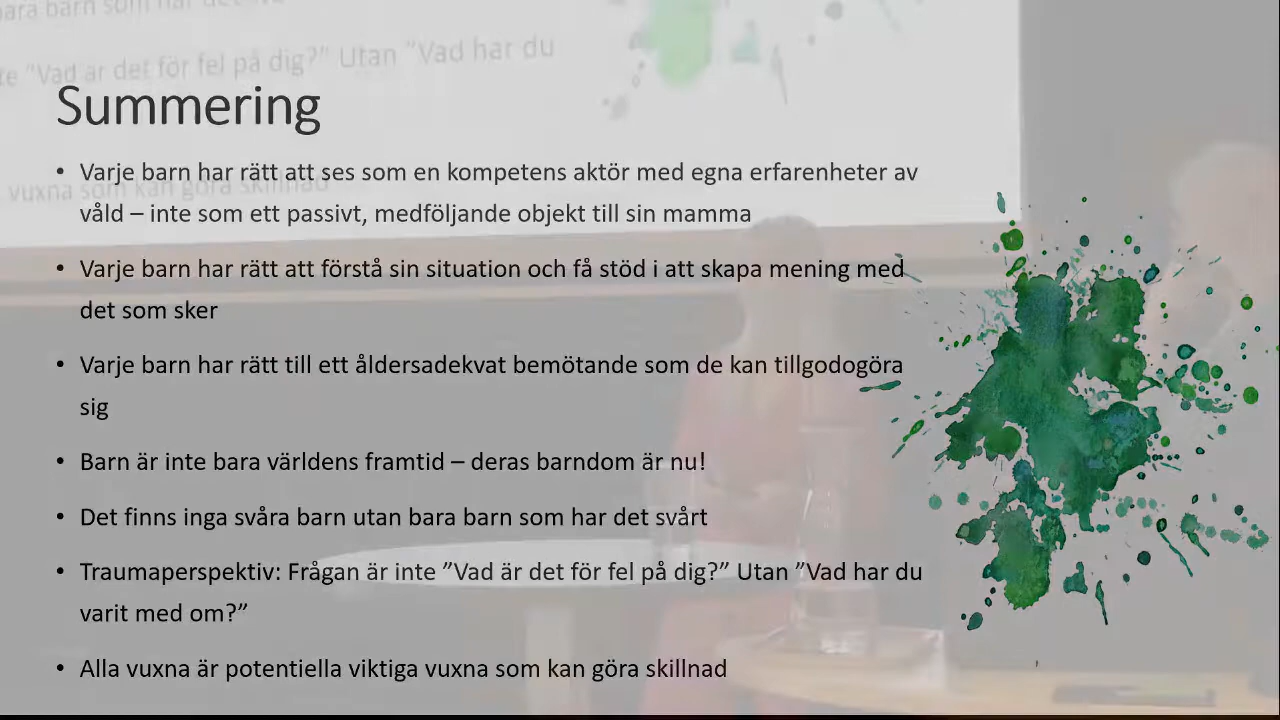 para barn som har det
te ”Vad är det för fel på dig?” Utan ”Vad har du
Summering
• Varje barn har rätt att ses som en kompetens aktör med egna erfarenheter av
vuxna som kan göra skillnad
våld – inte som ett passivt, medföljande objekt till sin mamma
• Varje barn har rätt att förstå sin situation och få stöd i att skapa mening med
det som sker
• Varje barn har rätt till ett åldersadekvat bemötande som de kan tillgodogöra
sig
• Barn är inte bara världens framtid – deras barndom är nu!
• Det finns inga svåra barn utan bara barn som har det svårt
• Traumaperspektiv: Frågan är inte ”Vad är det för fel på dig?” Utan ”Vad har du
varit med om?”
• Alla vuxna är potentiella viktiga vuxna som kan göra skillnad